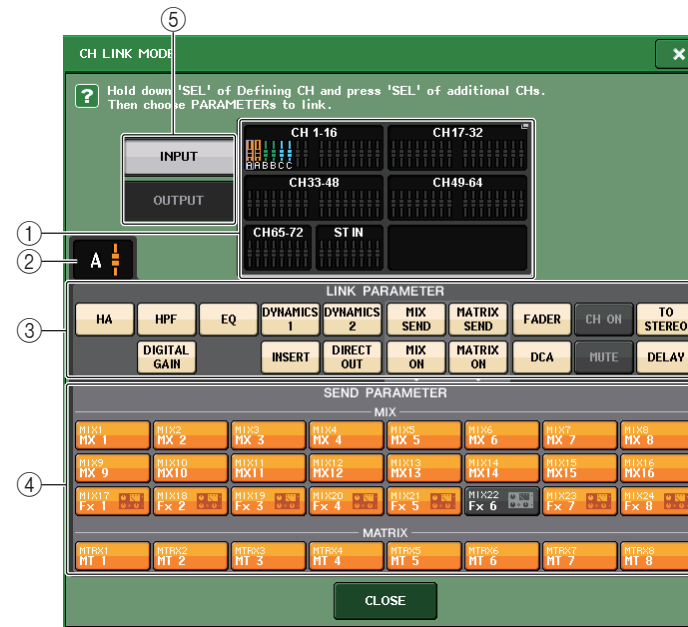 ⑤
CH LINK MODE
? Hold down 'SEL' of Defining CH and press 'SEL' of additional CHs.
Then choose PARAMETERs to link.
INPUT
OUTPUT
CH 1-16
CH17-32
AABBCC
CH33-48
CH49-64
CH65-72
ST IN
①
②
A
LINK PARAMETER
③
HA
HPF
EQ
DYNAMICS 1
DYNAMICS 2
MIX SEND
MATRIX SEND
FADER
CH ON
TO STEREO
DIGITAL GAIN
INSERT
DIRECT OUT
MIX ON
MATRIX ON
DCA
MUTE
DELAY
SEND PARAMETER
MIX
④
MIX1 MX 1
MIX2 MX 2
MIX3 MX 3
MIX4 MX 4
MIX5 MX 5
MIX6 MX 6
MIX7 MX 7
MIX8 MX 8
MIX9 MX 9
MIX10 MX10
MIX11 MX11
MIX12 MX12
MIX13 MX13
MIX14 MX14
MIX15 MX15
MIX16 MX16
MIX17 Fx 1
MIX18 Fx 2
MIX19 Fx 3
MIX20 Fx 4
MIX21 Fx 5
MIX22 Fx 6
MIX23 Fx 7
MIX24 Fx 8
MATRIX
MTRX1 MT 1
MTRX2 MT 2
MTRX3 MT 3
MTRX4 MT 4
MTRX5 MT 5
MTRX6 MT 6
MTRX7 MT 7
MTRX8 MT 8
CLOSE